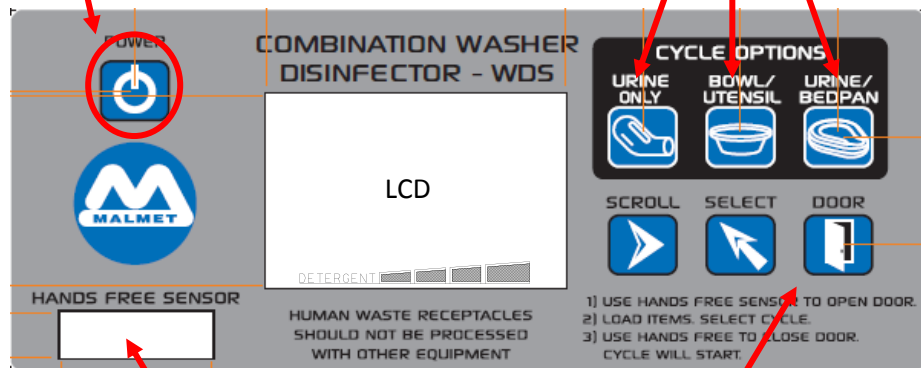 POWER
COMBINATION WASHER
DISINFECTOR - WDS
CYCLE OPTIONS
URINE
ONLY
BOWL/
UTENSIL
URINE/
BEDPAN
MALMET
LCD
SCROLL
SELECT
DOOR
DETERGENT
HANDS FREE SENSOR
HUMAN WASTE RECEPTACLES
SHOULD NOT BE PROCESSED
WITH OTHER EQUIPMENT
1) USE HANDS FREE SENSOR TO OPEN DOOR.
2) LOAD ITEMS. SELECT CYCLE.
3) USE HANDS FREE TO CLOSE DOOR.
CYCLE WILL START.